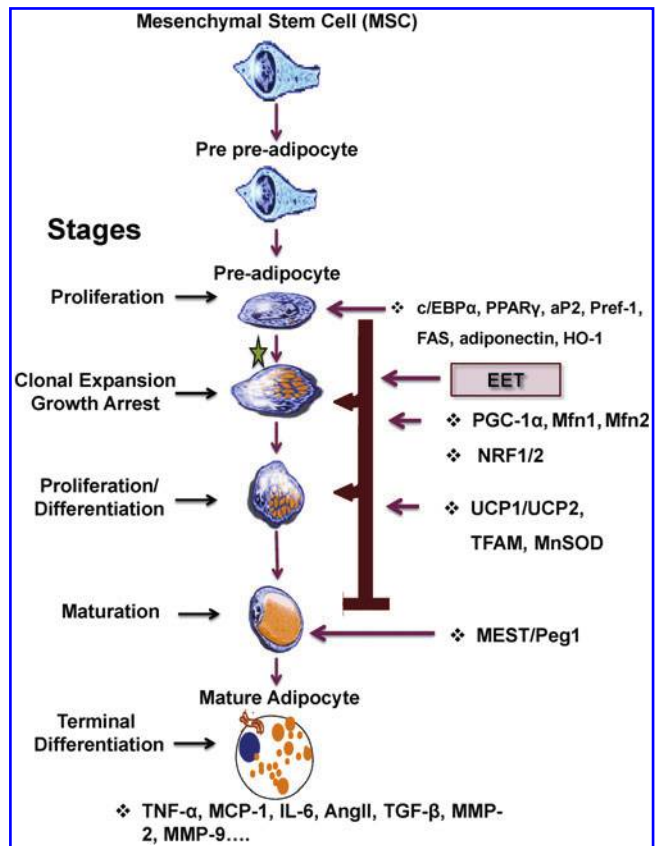 Mesenchymal Stem Cell (MSC)
Pre pre-adipocyte
Stages
Pre-adipocyte
Proliferation
❖ c/EBPα, PPARγ, aP2, Pref-1,
FAS, adiponectin, HO-1
Clonal Expansion
Growth Arrest
EET
❖ PGC-1α, Mfn1, Mfn2
❖ NRF1/2
Proliferation/
Differentiation
❖ UCP1/UCP2,
TFAM, MnSOD
Maturation
❖ MEST/Peg1
Mature Adipocyte
Terminal
Differentiation
❖ TNF-α, MCP-1, IL-6, AngII, TGF-β, MMP-
2, MMP-9....